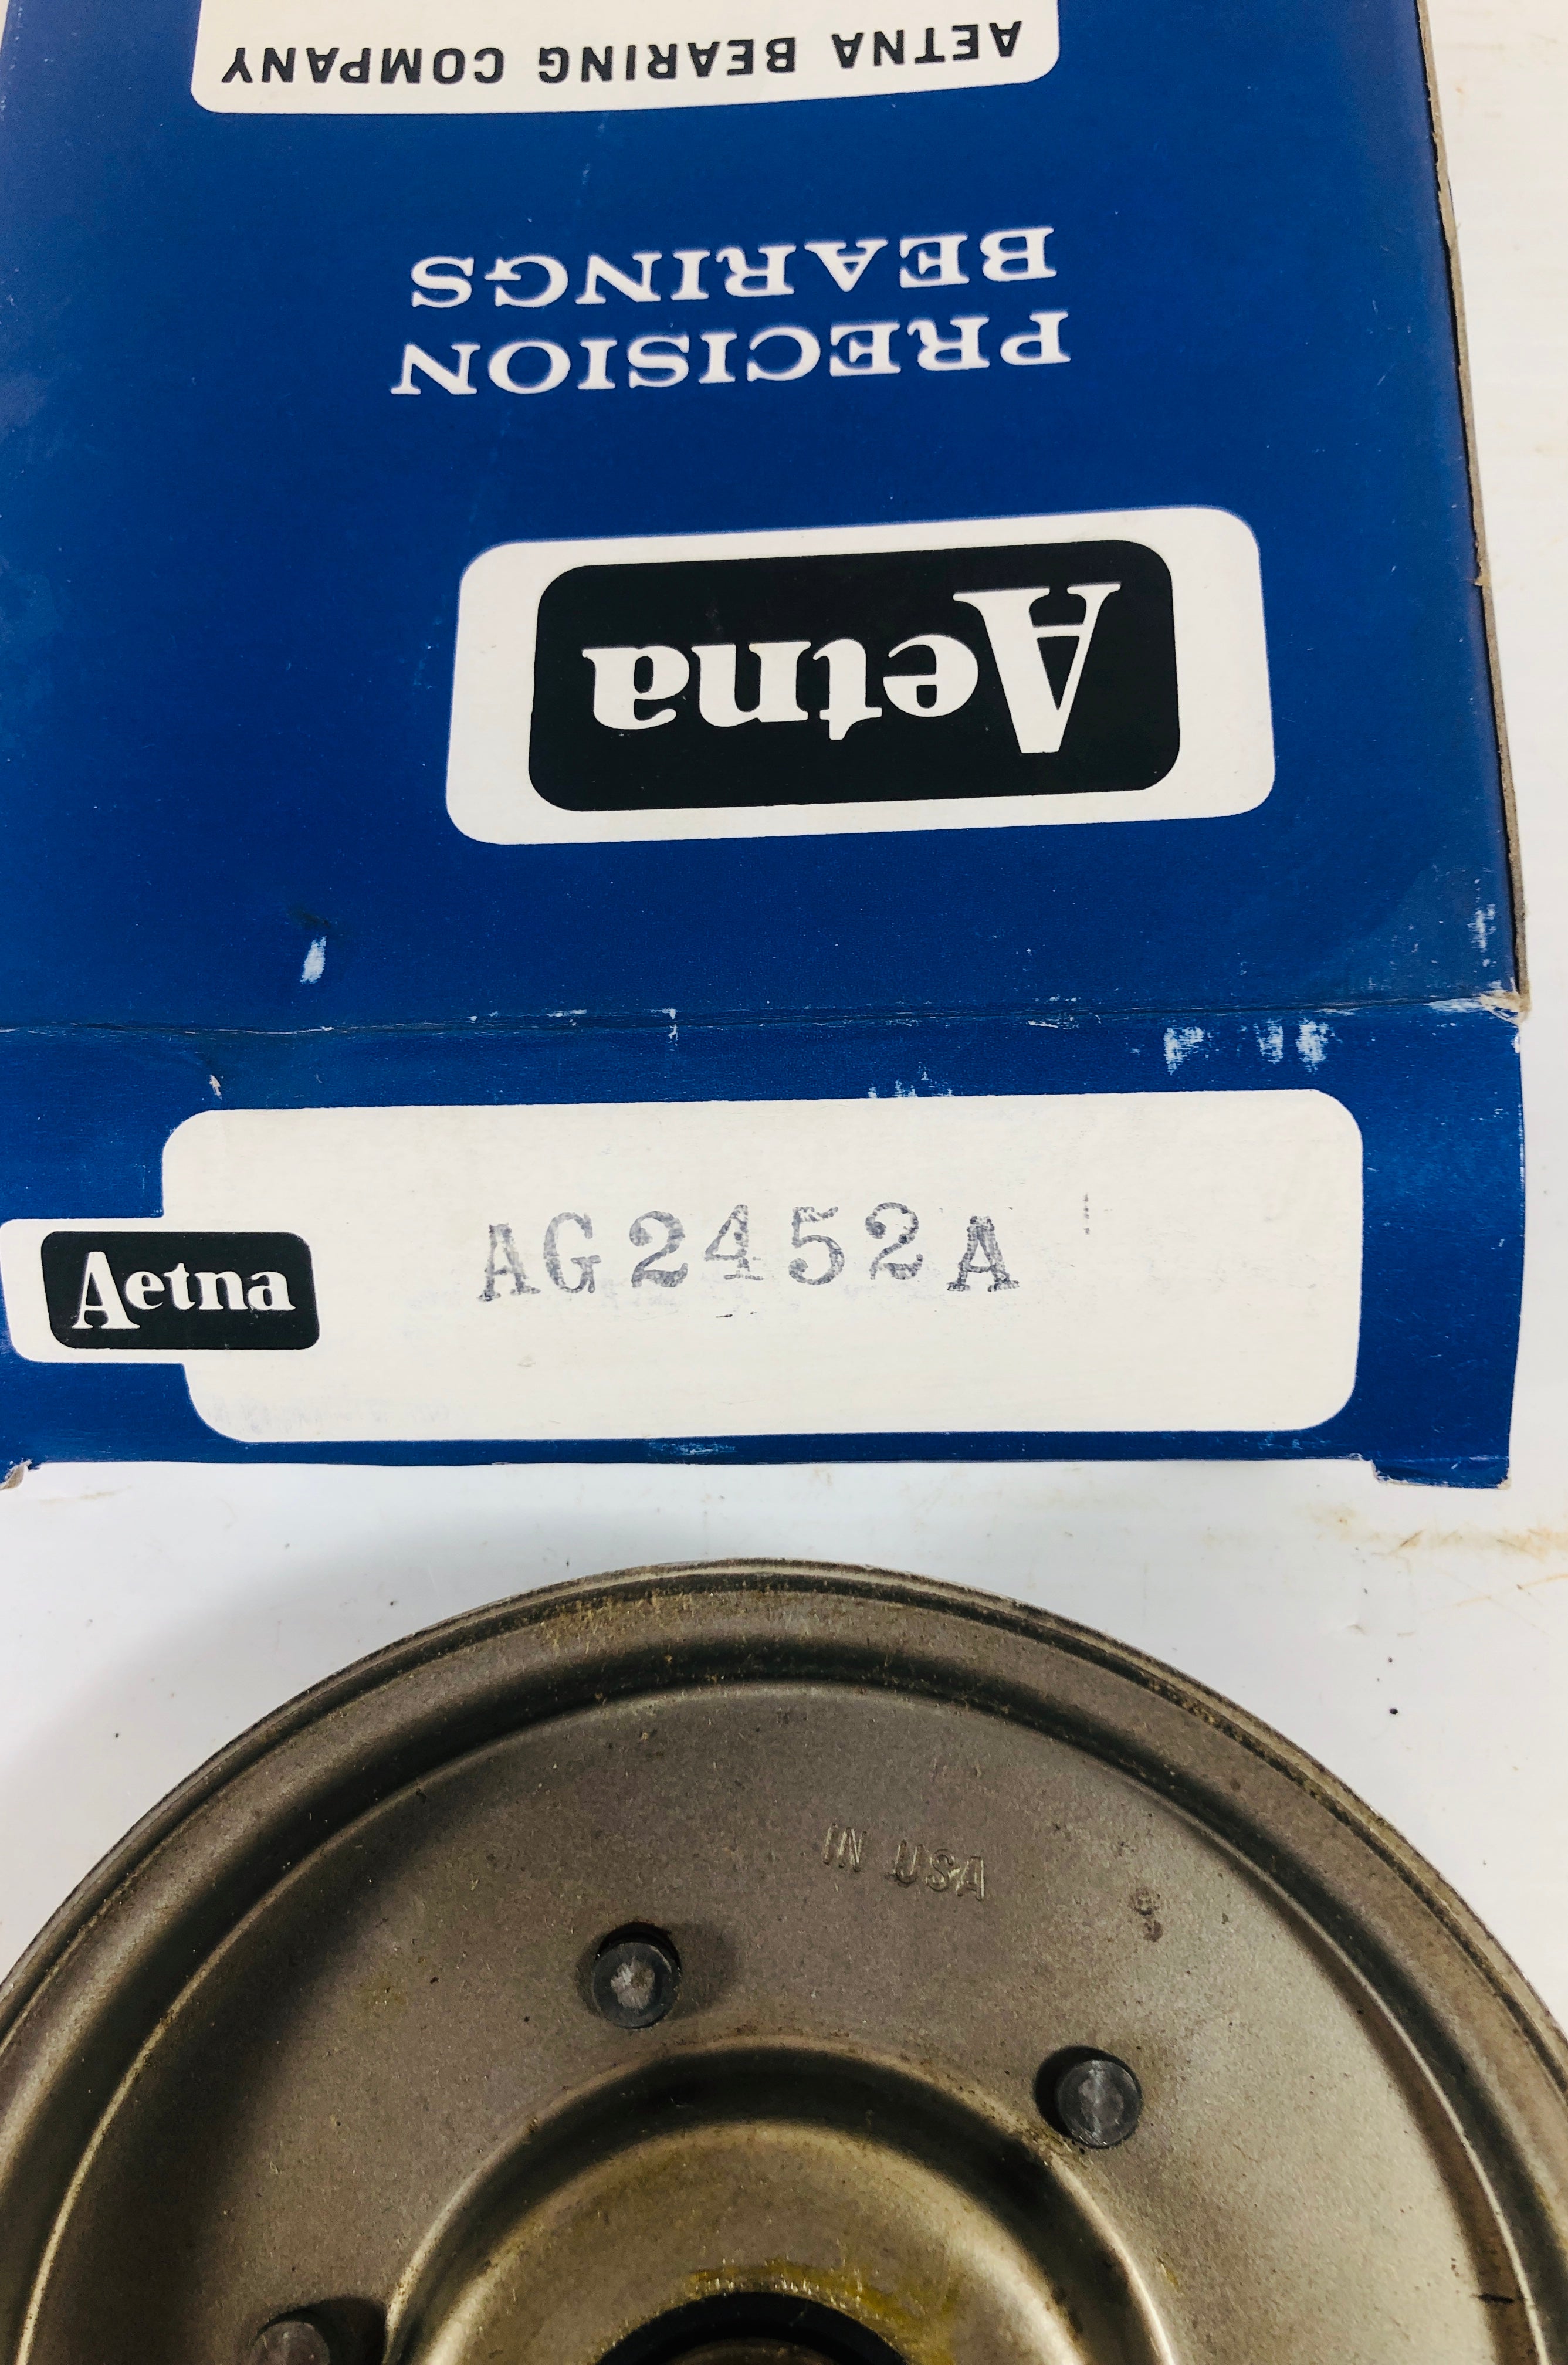 AETNA BEARING COMPANY
Aetna
PRECISION
BEARINGS
Aetna
AG2452A
IN USA